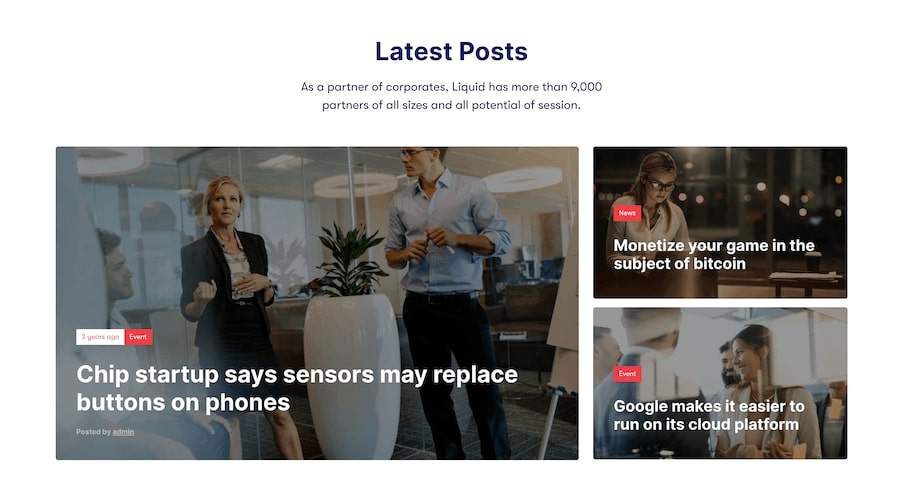 Latest Posts
As a partner of corporates, Liquid has more than 9,000
partners of all sizes and all potential of session.
3 years ago Event
Chip startup says sensors may replace
buttons on phones
Posted by admin
News
Monetize your game in the
subject of bitcoin
Event
Google makes it easier to
run on its cloud platform